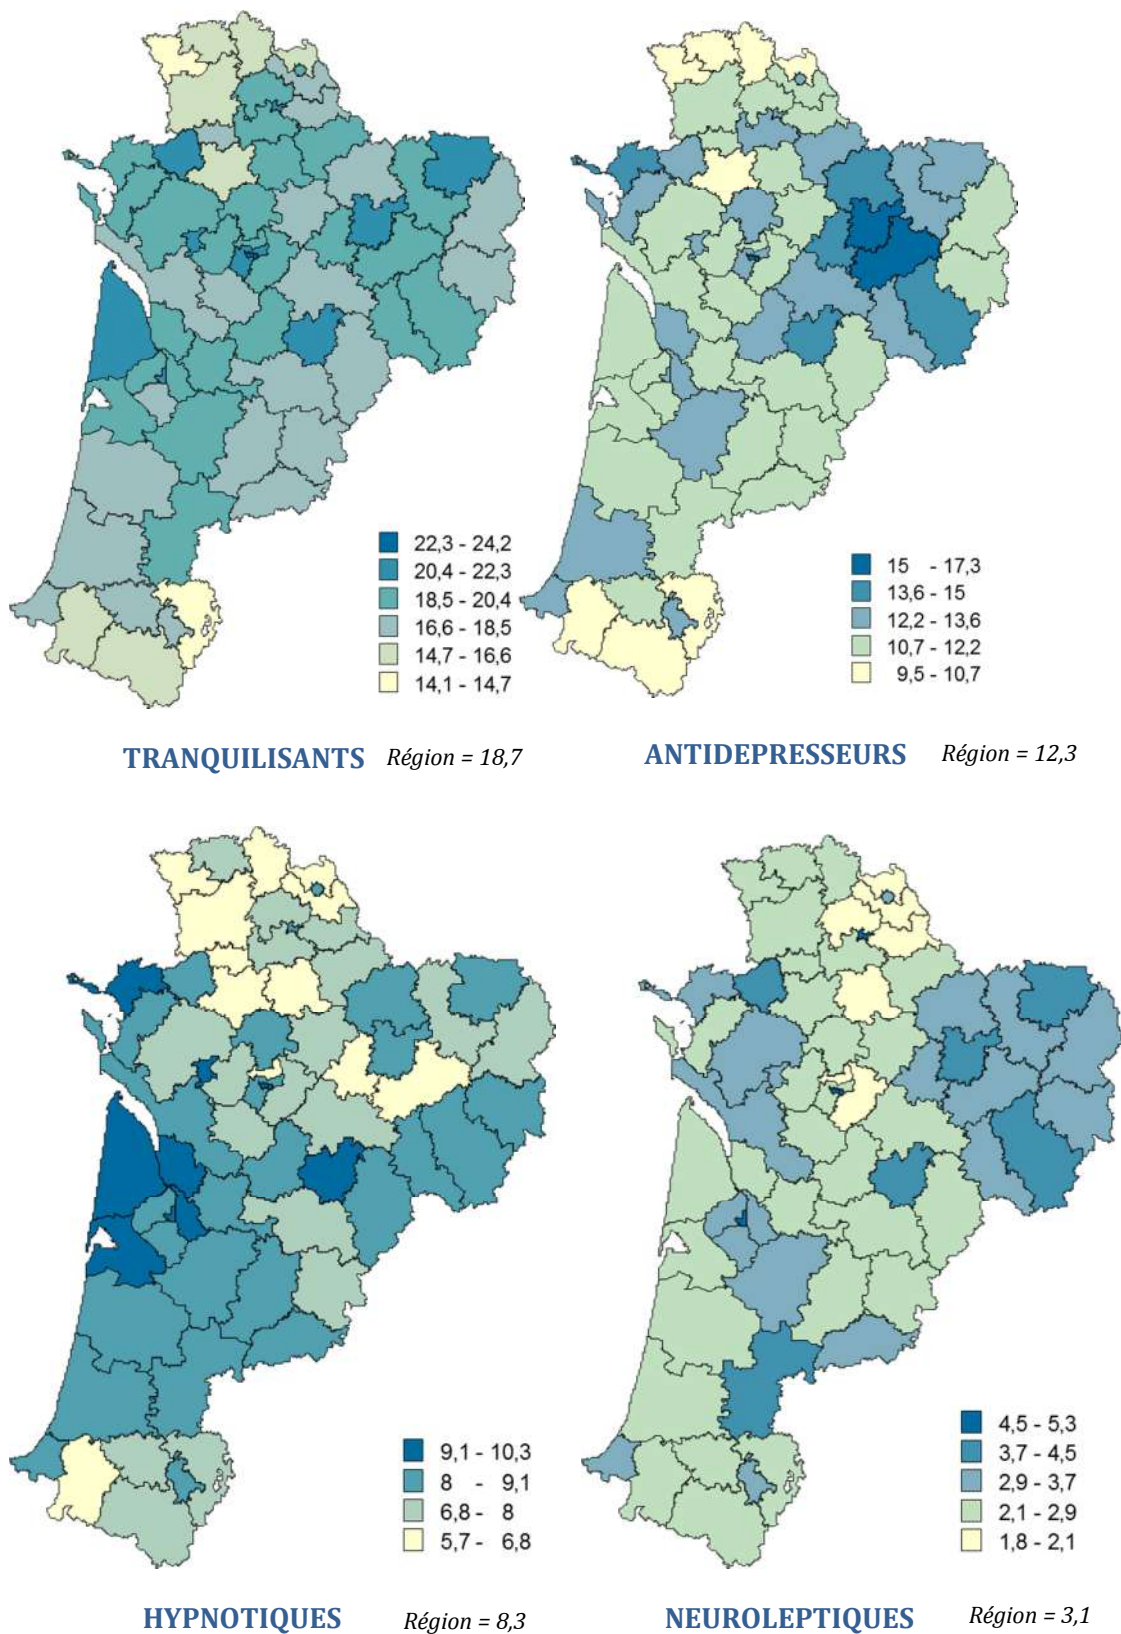 22,3 - 24,2
20,4 - 22,3
18,5 - 20,4
16,6 - 18,5
14,7 - 16,6
14,1 - 14,7
15 - 17,3
13,6 - 15
12,2 - 13,6
10,7 - 12,2
9,5 - 10,7
TRANQUILISANTS Région = 18,7
ANTIDEPRESSEURS Région = 12,3
9,1 - 10,3
8 - 9,1
6,8 - 8
5,7 - 6,8
4,5 - 5,3
3,7 - 4,5
2,9 - 3,7
2,1 - 2,9
1,8 - 2,1
HYPNOTIQUES Région = 8,3
NEUROLEPTIQUES Région = 3,1